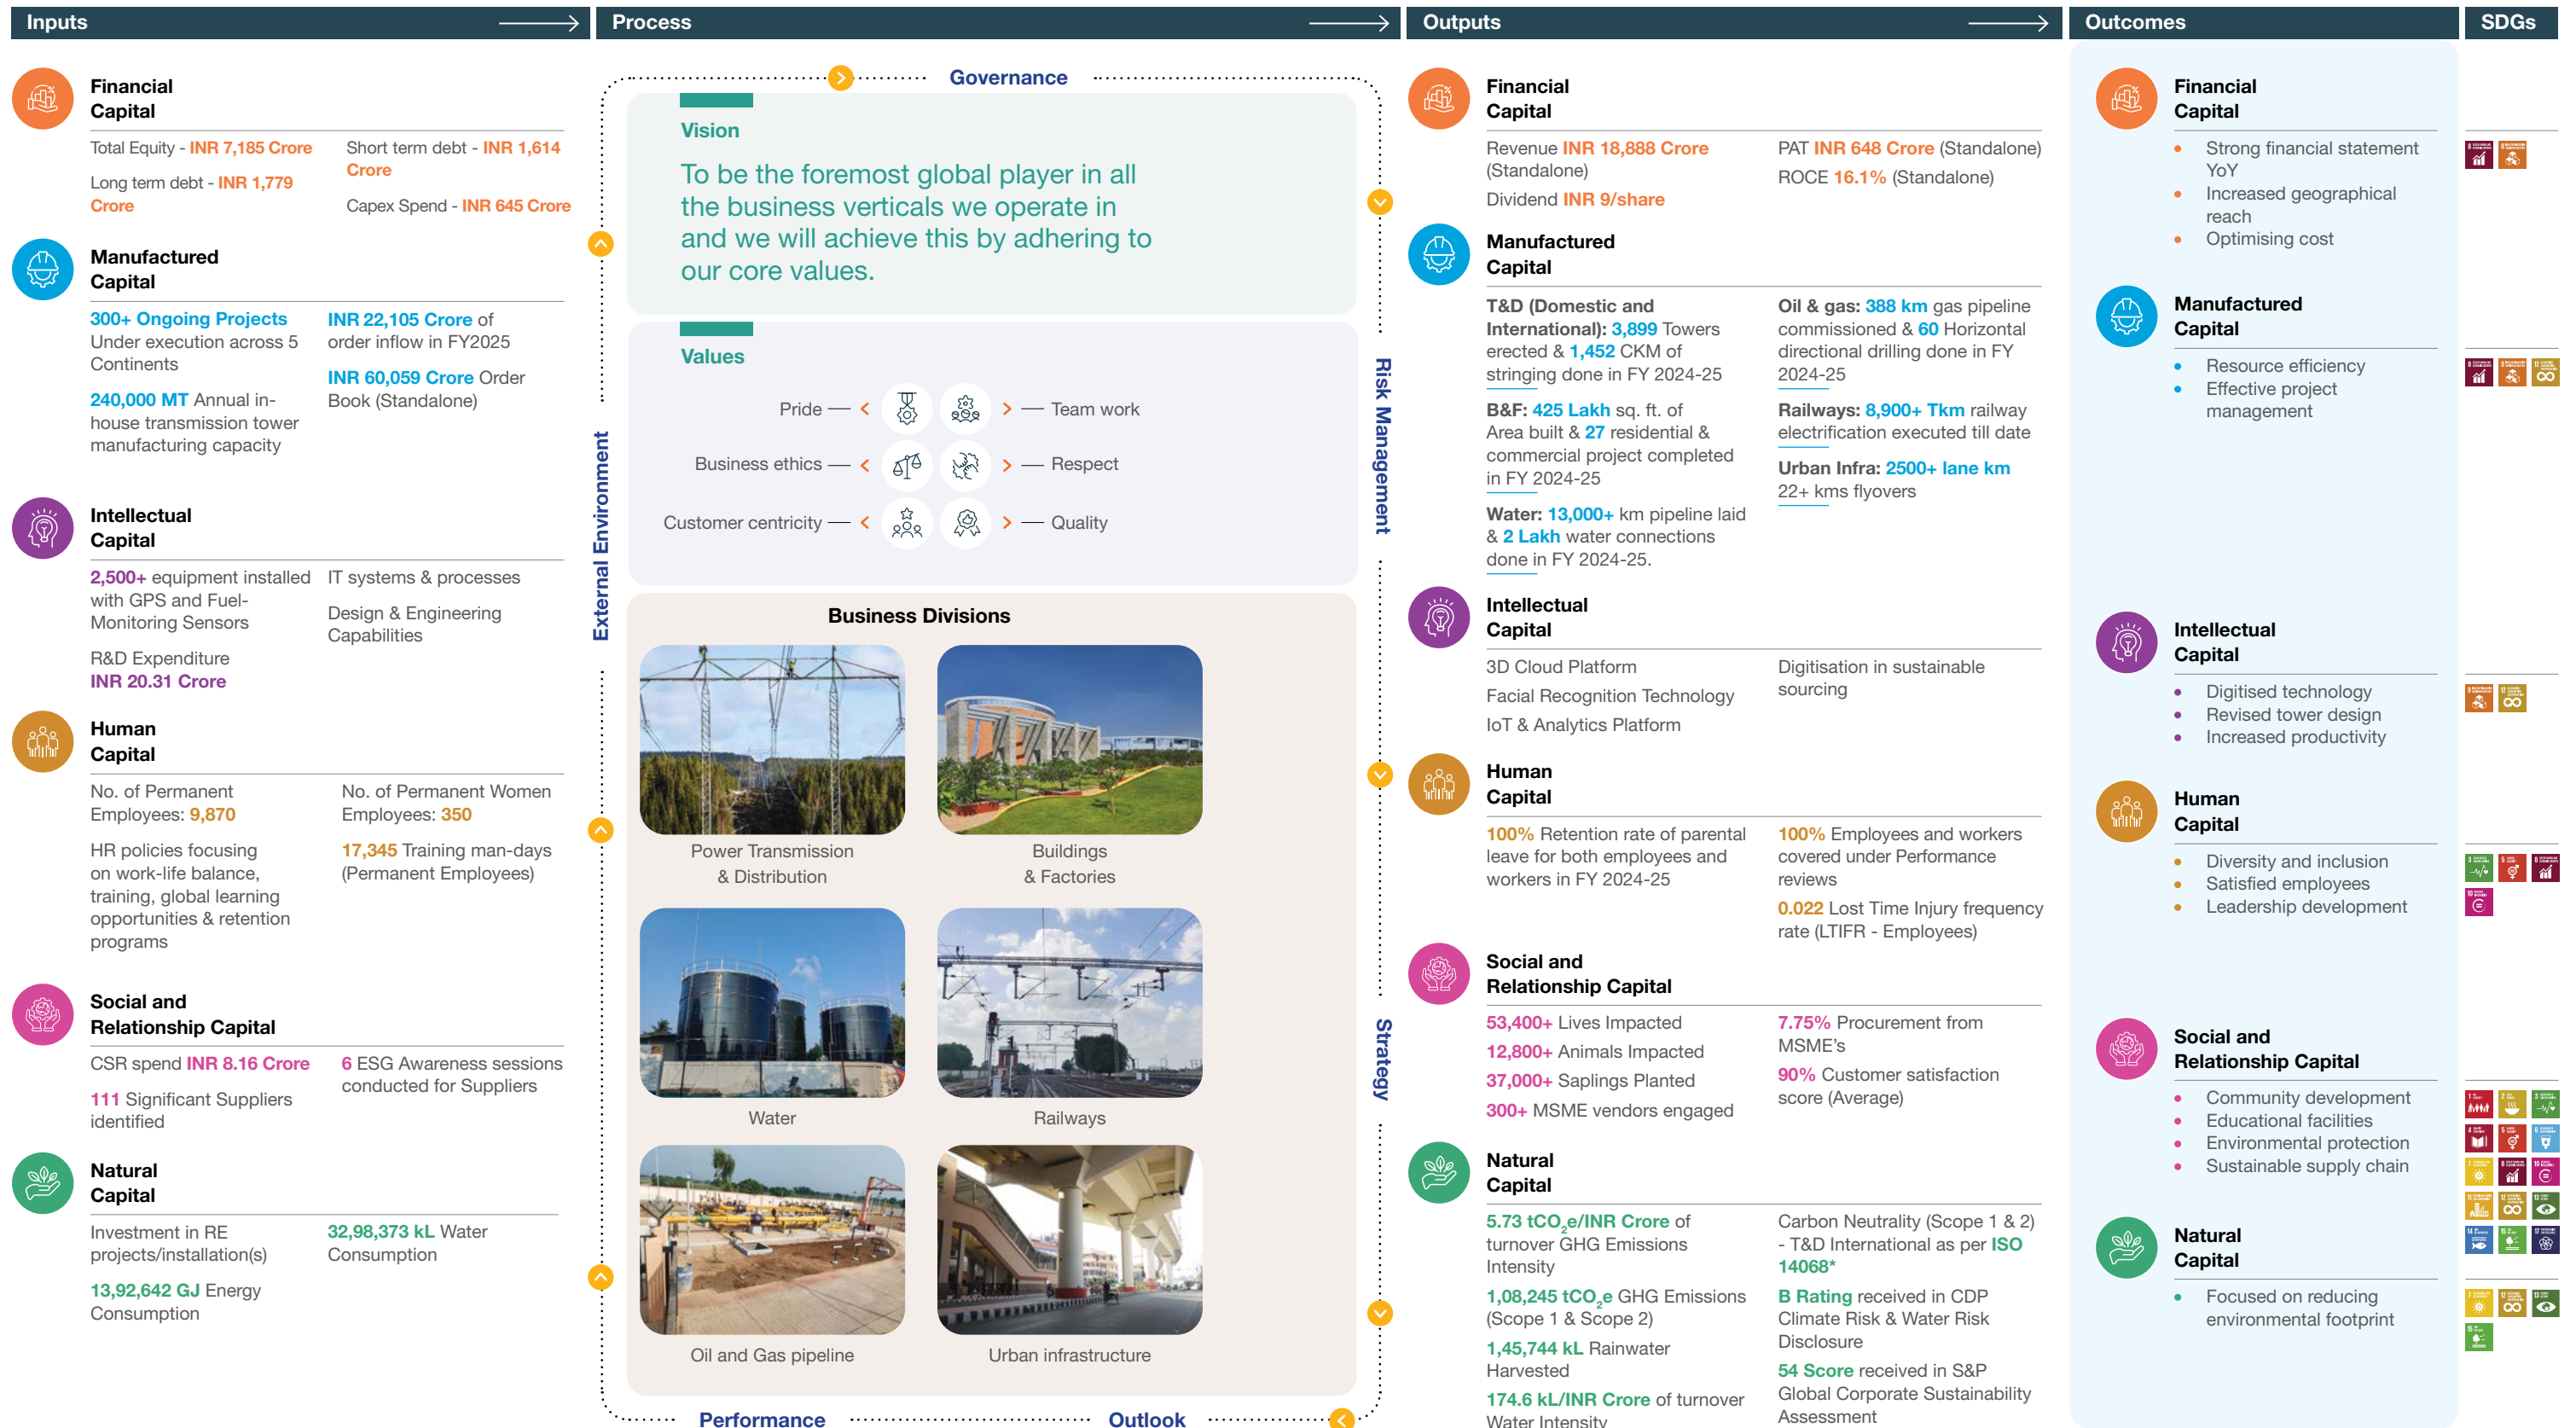 Inputs
Financial
Capital
Total Equity - INR 7,185 Crore
Long term debt - INR 1,779
Crore
Short term debt - INR 1,614
Crore
Capex Spend - INR 645 Crore
Manufactured
Capital
300+ Ongoing Projects
Under execution across 5
Continents
240,000 MT Annual in-
house transmission tower
manufacturing capacity
INR 22,105 Crore of
order inflow in FY2025
INR 60,059 Crore Order
Book (Standalone)
Intellectual
Capital
2,500+ equipment installed
with GPS and Fuel-
Monitoring Sensors
R&D Expenditure
INR 20.31 Crore
IT systems & processes
Design & Engineering
Capabilities
Human
Capital
No. of Permanent
Employees: 9,870
HR policies focusing
on work-life balance,
training, global learning
opportunities & retention
programs
No. of Permanent Women
Employees: 350
17,345 Training man-days
(Permanent Employees)
Social and
Relationship Capital
CSR spend INR 8.16 Crore
111 Significant Suppliers
identified
6 ESG Awareness sessions
conducted for Suppliers
Natural
Capital
Investment in RE
projects/installation(s)
13,92,642 GJ Energy
Consumption
32,98,373 kL Water
Consumption
Process
Governance
External Environment
Risk Management
Strategy
Vision
To be the foremost global player in all
the business verticals we operate in
and we will achieve this by adhering to
our core values.
Values
Pride
Team work
Business ethics
Respect
Customer centricity
Quality
Business Divisions
Power Transmission
& Distribution
Buildings
& Factories
Water
Railways
Oil and Gas pipeline
Urban infrastructure
Performance
Outlook
Outputs
Financial
Capital
Revenue INR 18,888 Crore
(Standalone)
Dividend INR 9/share
PAT INR 648 Crore (Standalone)
ROCE 16.1% (Standalone)
Manufactured
Capital
T&D (Domestic and
International): 3,899 Towers
erected & 1,452 CKM of
stringing done in FY 2024-25
B&F: 425 Lakh sq. ft. of
Area built & 27 residential &
commercial project completed
in FY 2024-25
Water: 13,000+ km pipeline laid
& 2 Lakh water connections
done in FY 2024-25.
Oil & gas: 388 km gas pipeline
commissioned & 60 Horizontal
directional drilling done in FY
2024-25
Railways: 8,900+ Tkm railway
electrification executed till date
Urban Infra: 2500+ lane km
22+ kms flyovers
Intellectual
Capital
3D Cloud Platform
Facial Recognition Technology
IoT & Analytics Platform
Digitisation in sustainable
sourcing
Human
Capital
100% Retention rate of parental
leave for both employees and
workers in FY 2024-25
100% Employees and workers
covered under Performance
reviews
0.022 Lost Time Injury frequency
rate (LTIFR - Employees)
Social and
Relationship Capital
53,400+ Lives Impacted
12,800+ Animals Impacted
37,000+ Saplings Planted
300+ MSME vendors engaged
7.75% Procurement from
MSME's
90% Customer satisfaction
score (Average)
Natural
Capital
5.73 tCO₂e/INR Crore of
turnover GHG Emissions
Intensity
1,08,245 tCO₂e GHG Emissions
(Scope 1 & Scope 2)
1,45,744 kL Rainwater
Harvested
174.6 kL/INR Crore of turnover
Water Intensity
Carbon Neutrality (Scope 1 & 2)
- T&D International as per ISO
14068*
B Rating received in CDP
Climate Risk & Water Risk
Disclosure
54 Score received in S&P
Global Corporate Sustainability
Assessment
Outcomes
Financial
Capital
Strong financial statement
YoY
Increased geographical
reach
Optimising cost
Manufactured
Capital
Resource efficiency
Effective project
management
Intellectual
Capital
Digitised technology
Revised tower design
Increased productivity
Human
Capital
Diversity and inclusion
Satisfied employees
Leadership development
Social and
Relationship Capital
Community development
Educational facilities
Environmental protection
Sustainable supply chain
Natural
Capital
Focused on reducing
environmental footprint
SDGs